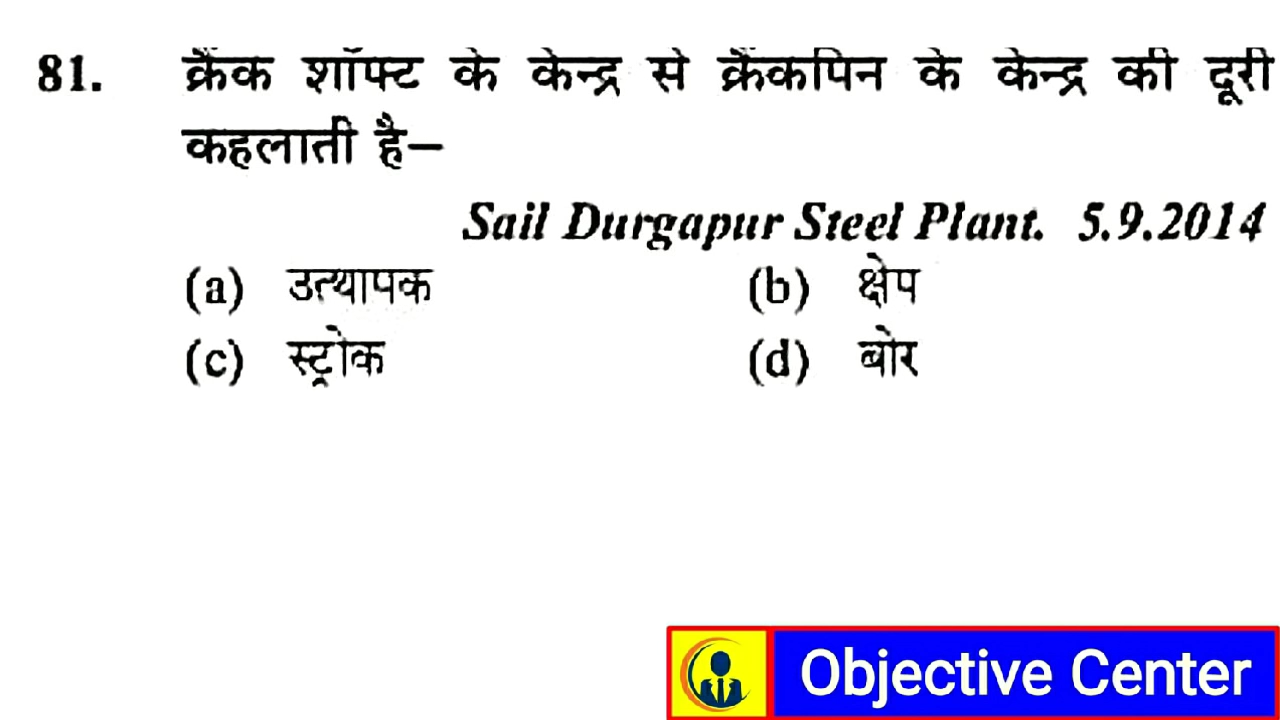 81. क्रैंक शॉफ्ट के केन्द्र से क्रैंकपिन के केन्द्र की दूरी
कहलाती है–
Sail Durgapur Steel Plant. 5.9.2014
(a) उत्थापक (b) क्षेप
(c) स्ट्रोक (d) बोर
Objective Center